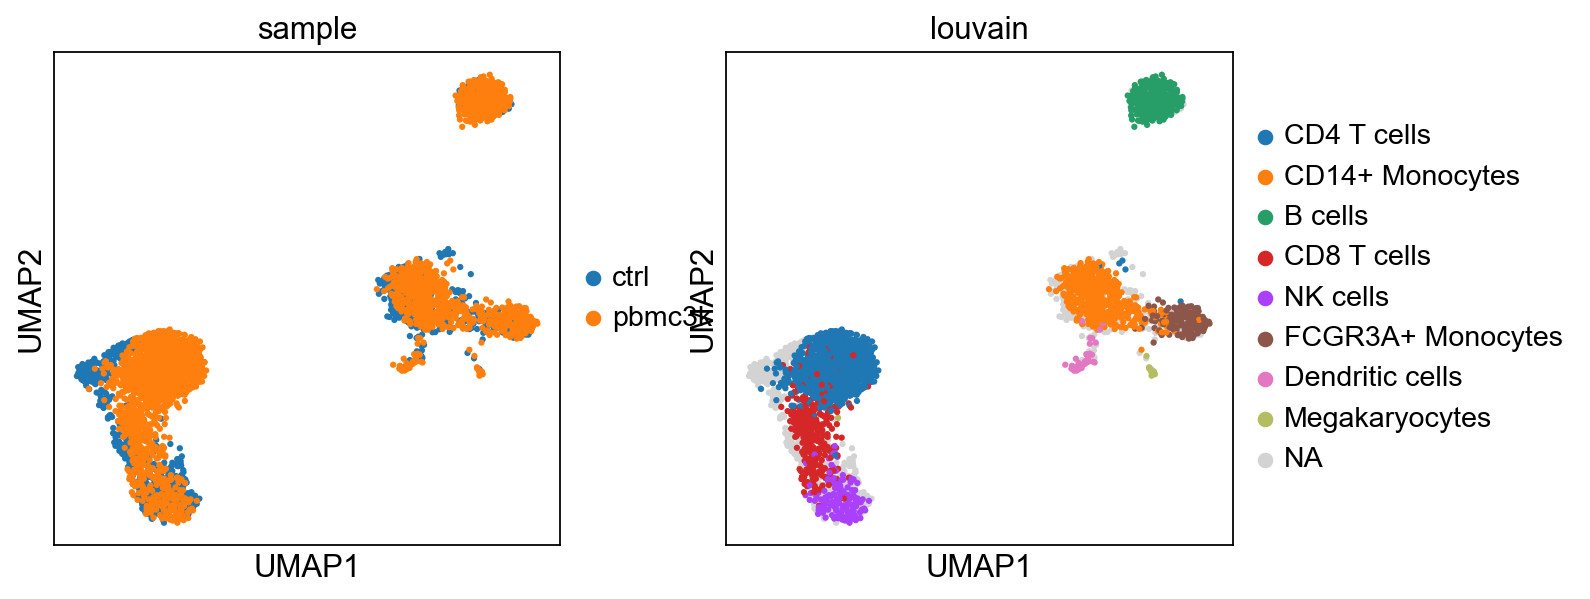 sample
UMAP2
UMAP1
ctrl
pbmc3k
louvain
UMAP2
UMAP1
CD4 T cells
CD14+ Monocytes
B cells
CD8 T cells
NK cells
FCGR3A+ Monocytes
Dendritic cells
Megakaryocytes
NA